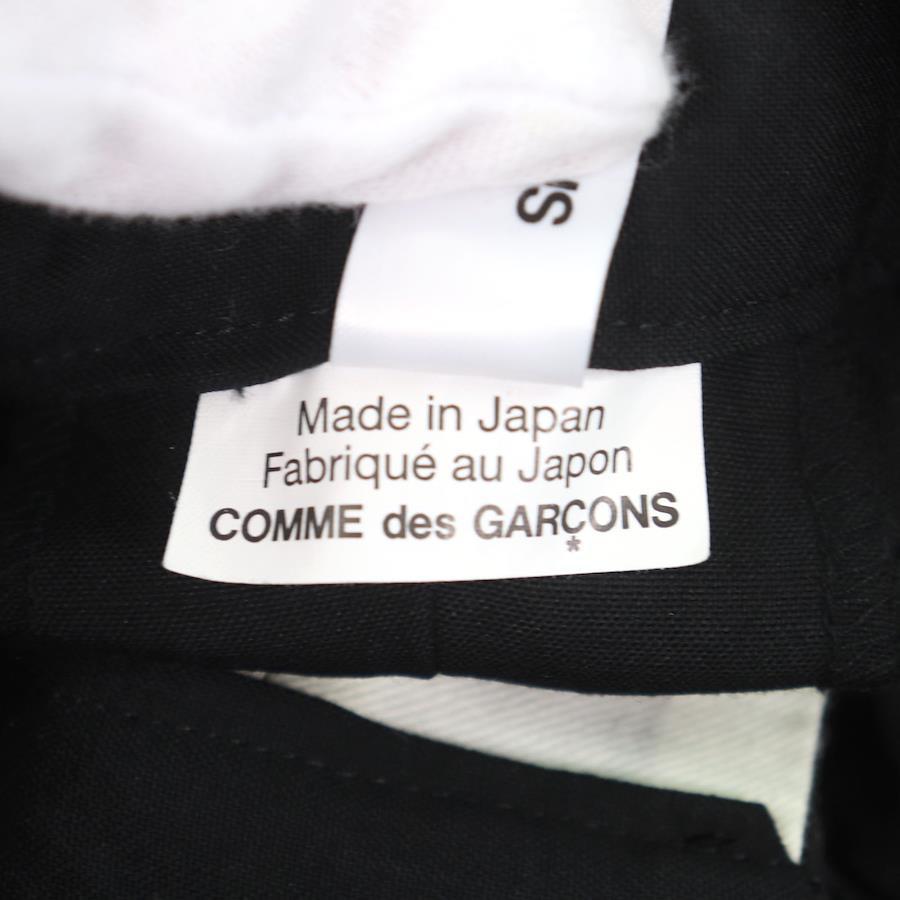 Made in Japan
Fabriqué au Japon
COMME des GARÇONS
*